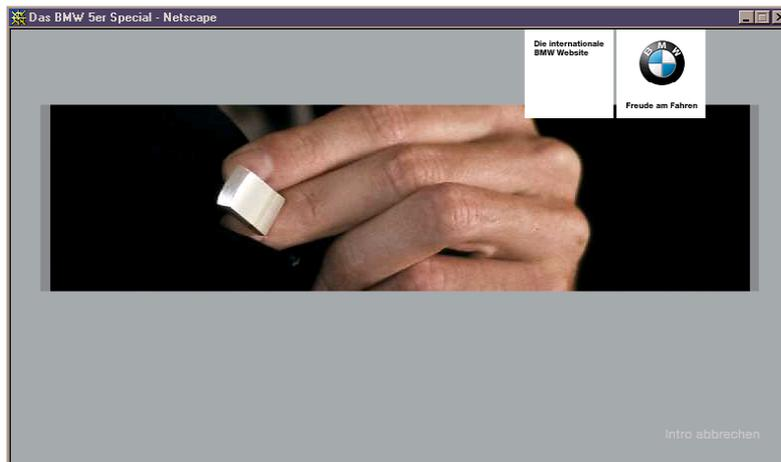 Das BMW 5er Special - Netscape
Die internationale
BMW Website
BMW
Freude am Fahren
Intro abbrechen